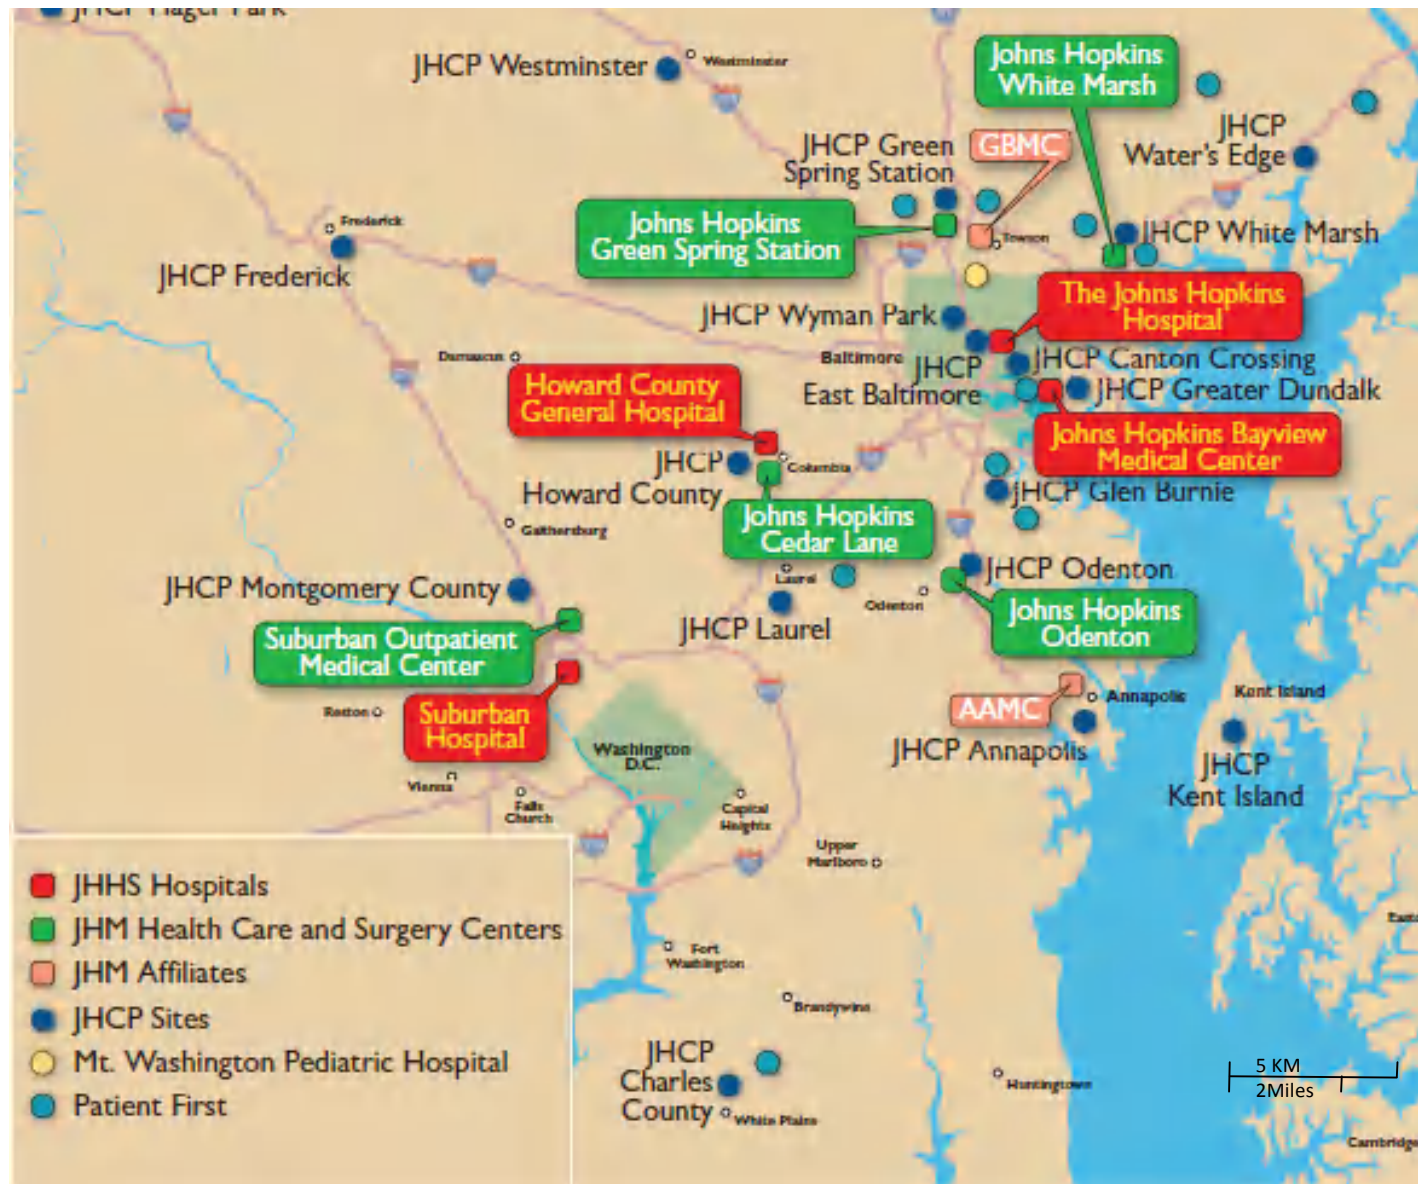 JHCP Hager Park
JHCP Westminster
Westminster
Johns Hopkins
White Marsh
JHCP
Water's Edge
JHCP Green
Spring Station
GBMC
Frederick
JHCP Frederick
Johns Hopkins
Green Spring Station
Towson
JHCP White Marsh
The Johns Hopkins
Hospital
JHCP Wyman Park
Damascus
Baltimore
JHCP
East Baltimore
JHCP Canton Crossing
JHCP Greater Dundalk
Howard County
General Hospital
Johns Hopkins Bayview
Medical Center
JHCP
Howard County
Columbia
JHCP Glen Burnie
Gaithersburg
Johns Hopkins
Cedar Lane
JHCP Montgomery County
Laurel
JHCP Laurel
Odenton
JHCP Odenton
Johns Hopkins
Odenton
Suburban Outpatient
Medical Center
Reston
Suburban
Hospital
AAMC
Annapolis
JHCP Annapolis
Kent Island
JHCP
Kent Island
Washington
D.C.
Vienna
Falls
Church
Capital
Heights
Upper
Marlboro
JHHS Hospitals
JHM Health Care and Surgery Centers
JHM Affiliates
JHCP Sites
Mt. Washington Pediatric Hospital
Patient First
Fort
Washington
Brandywine
JHCP
Charles
County
White Plains
Huntingtown
5 KM
2Miles
Cambridge